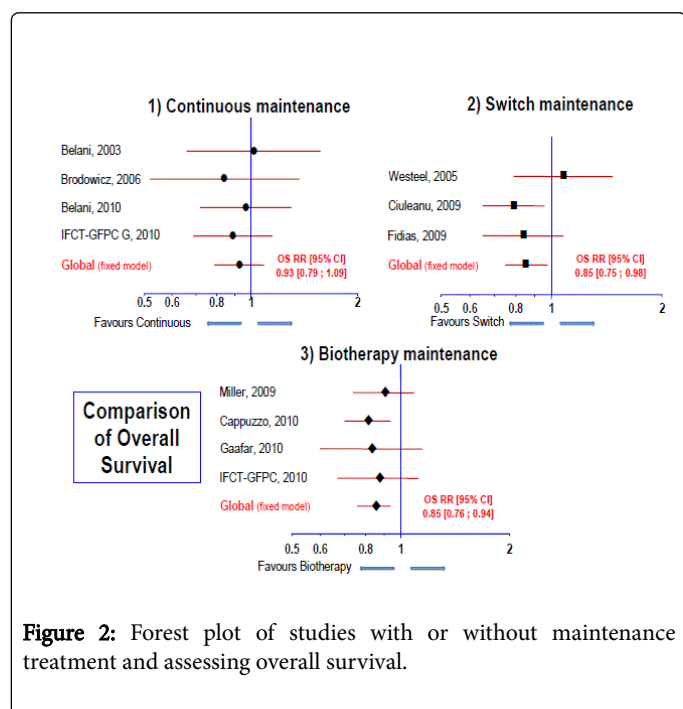 1) Continuous maintenance
Belani, 2003
Brodowicz, 2006
Belani, 2010
IFCT-GFPC G, 2010
Global (fixed model)
OS RR [95% CI]
0.93 [0.79 ; 1.09]
0.5 0.6 0.8 1 2
Favours Continuous
2) Switch maintenance
Westeel, 2005
Ciuleanu, 2009
Fidias, 2009
Global (fixed model)
OS RR [95% CI]
0.85 [0.75 ; 0.98]
0.5 0.6 0.8 1 2
Favours Switch
3) Biotherapy maintenance
Comparison
of Overall
Survival
Miller, 2009
Cappuzzo, 2010
Gaafar, 2010
IFCT-GFPC, 2010
Global (fixed model)
OS RR [95% CI]
0.85 [0.76 ; 0.94]
0.5 0.6 0.8 1 2
Favours Biotherapy
Figure 2: Forest plot of studies with or without maintenance
treatment and assessing overall survival.